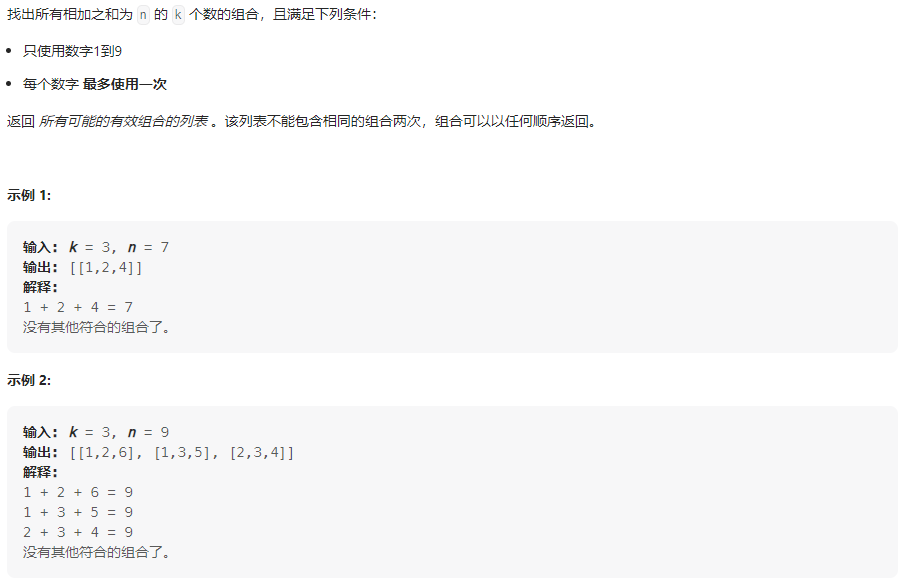 找出所有相加之和为 n 的 k 个数的组合，且满足下列条件：
只使用数字1到9
每个数字 最多使用一次
返回 所有可能的有效组合的列表 。该列表不能包含相同的组合两次，组合可以以任何顺序返回。
示例 1:
输入: k = 3, n = 7
输出: [[1,2,4]]
解释:
1 + 2 + 4 = 7
没有其他符合的组合了。
示例 2:
输入: k = 3, n = 9
输出: [[1,2,6], [1,3,5], [2,3,4]]
解释:
1 + 2 + 6 = 9
1 + 3 + 5 = 9
2 + 3 + 4 = 9
没有其他符合的组合了。